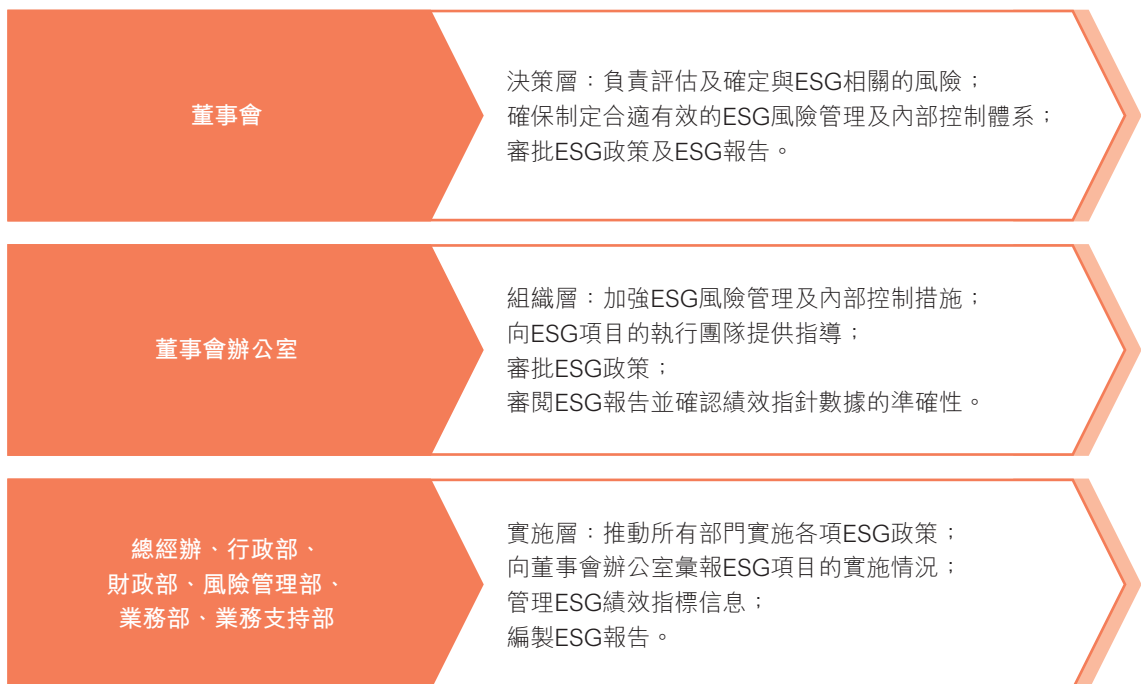 董事會
決策層：負責評估及確定與ESG相關的風險；
確保制定合適有效的ESG風險管理及內部控制體系；
審批ESG政策及ESG報告。
董事會辦公室
組織層：加強ESG風險管理及內部控制措施；
向ESG項目的執行團隊提供指導；
審批ESG政策；
審閱ESG報告並確認績效指針數據的準確性。
總經辦、行政部、
財政部、風險管理部、
業務部、業務支持部
實施層：推動所有部門實施各項ESG政策；
向董事會辦公室彙報ESG項目的實施情況；
管理ESG績效指標信息；
編製ESG報告。